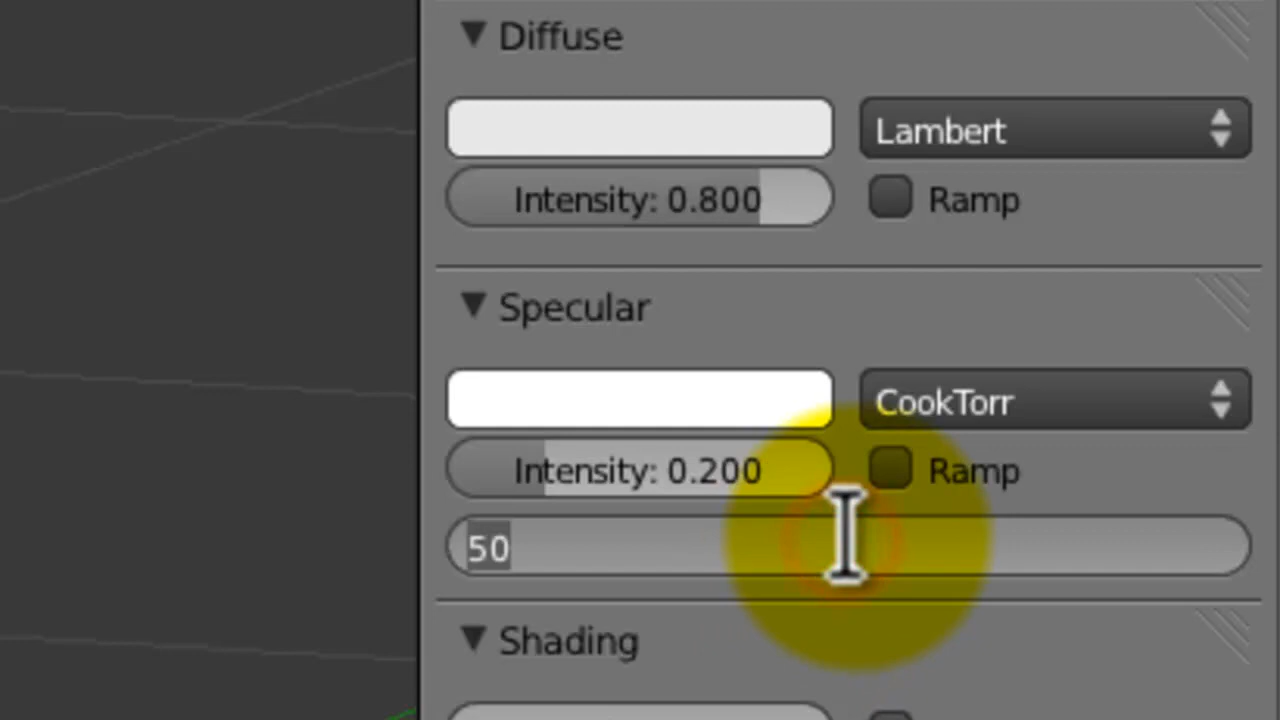 Diffuse
Lambert
Intensity: 0.800 Ramp
Specular
CookTorr
Intensity: 0.200 Ramp
50
Shading